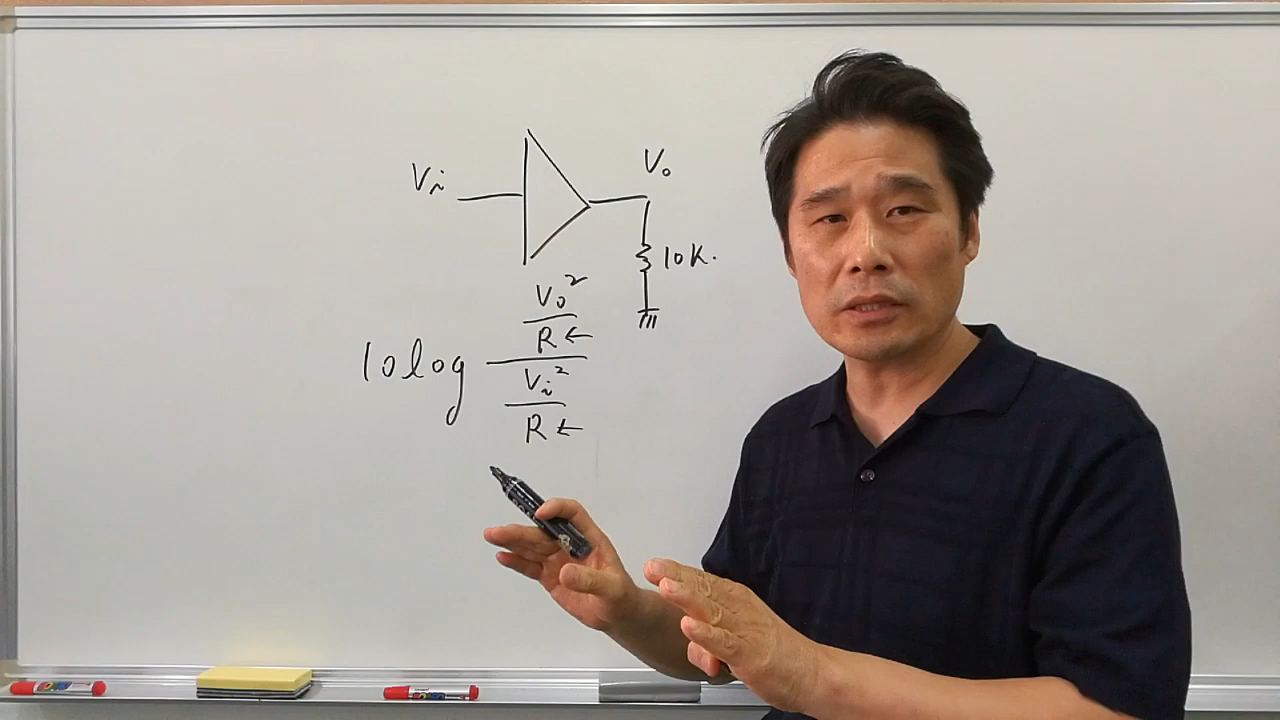 Vi
Vo
10K.
10log
Vo²
R ←
Vi²
R ←